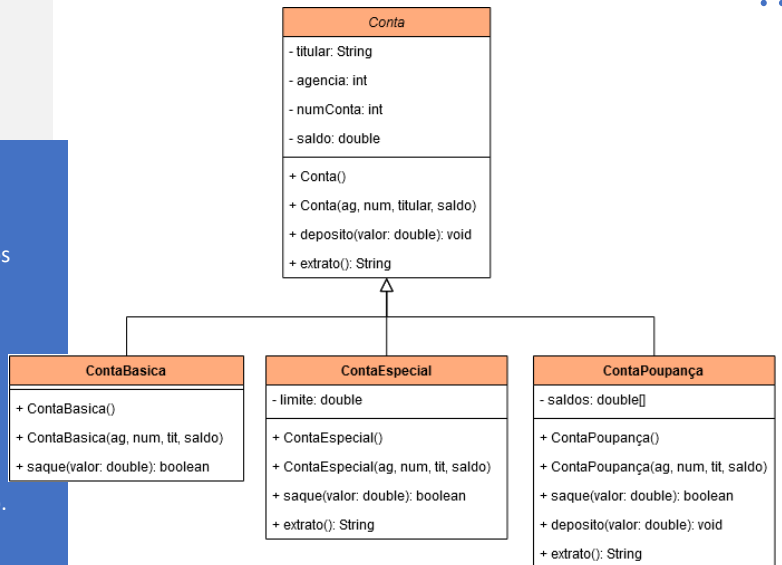 Conta
- titular: String
- agencia: int
- numConta: int
- saldo: double
+ Conta()
+ Conta(ag, num, titular, saldo)
+ deposito(valor: double): void
+ extrato(): String
s
.
ContaBasica
+ ContaBasica()
+ ContaBasica(ag, num, tit, saldo)
+ saque(valor: double): boolean
ContaEspecial
- limite: double
+ ContaEspecial()
+ ContaEspecial(ag, num, tit, saldo)
+ saque(valor: double): boolean
+ extrato(): String
ContaPoupança
- saldos: double[]
+ ContaPoupança()
+ ContaPoupança(ag, num, tit, saldo)
+ saque(valor: double): boolean
+ deposito(valor: double): void
+ extrato(): String